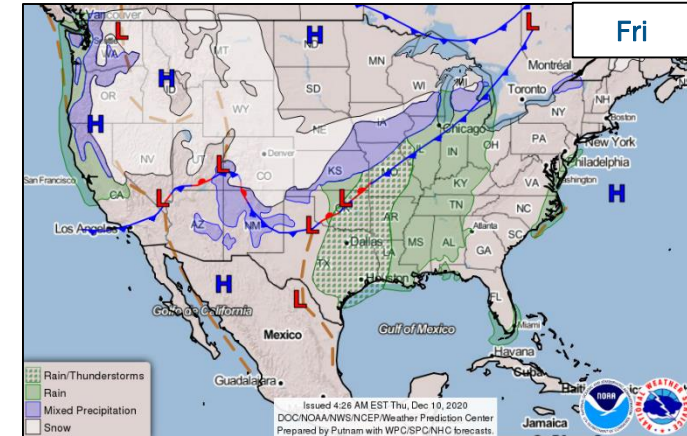 Fri
Vancouver
L
L
WA
MT
H
ND
MN
Montréal
H
ID
OR
H
SD
WI
MI
Toronto
NH
Boston
WY
NY
IA
Chicago
NE
PA
New York
NV
UT
Denver
IL
IN
OH
Philadelphia
San Francisco
CO
KS
Washington
L
CA
L
L
KY
VA
H
Los Angeles
AZ
NM
L
AR
TN
NC
Atlanta
SC
Dallas
MS
AL
GA
TX
LA
H
Houston
L
FL
Golfo de California
Mexico
Gulf of Mexico
Miami
Havana
Cuba
Guadalajara
Jamaica
Rain/Thunderstorms
Rain
Mixed Precipitation
Snow
Issued 4:26 AM EST Thu, Dec 10, 2020
DOC/NOAA/NWS/NCEP/Weather Prediction Center
Prepared by Putnam with WPC/SPC/NHC forecasts.
NOAA